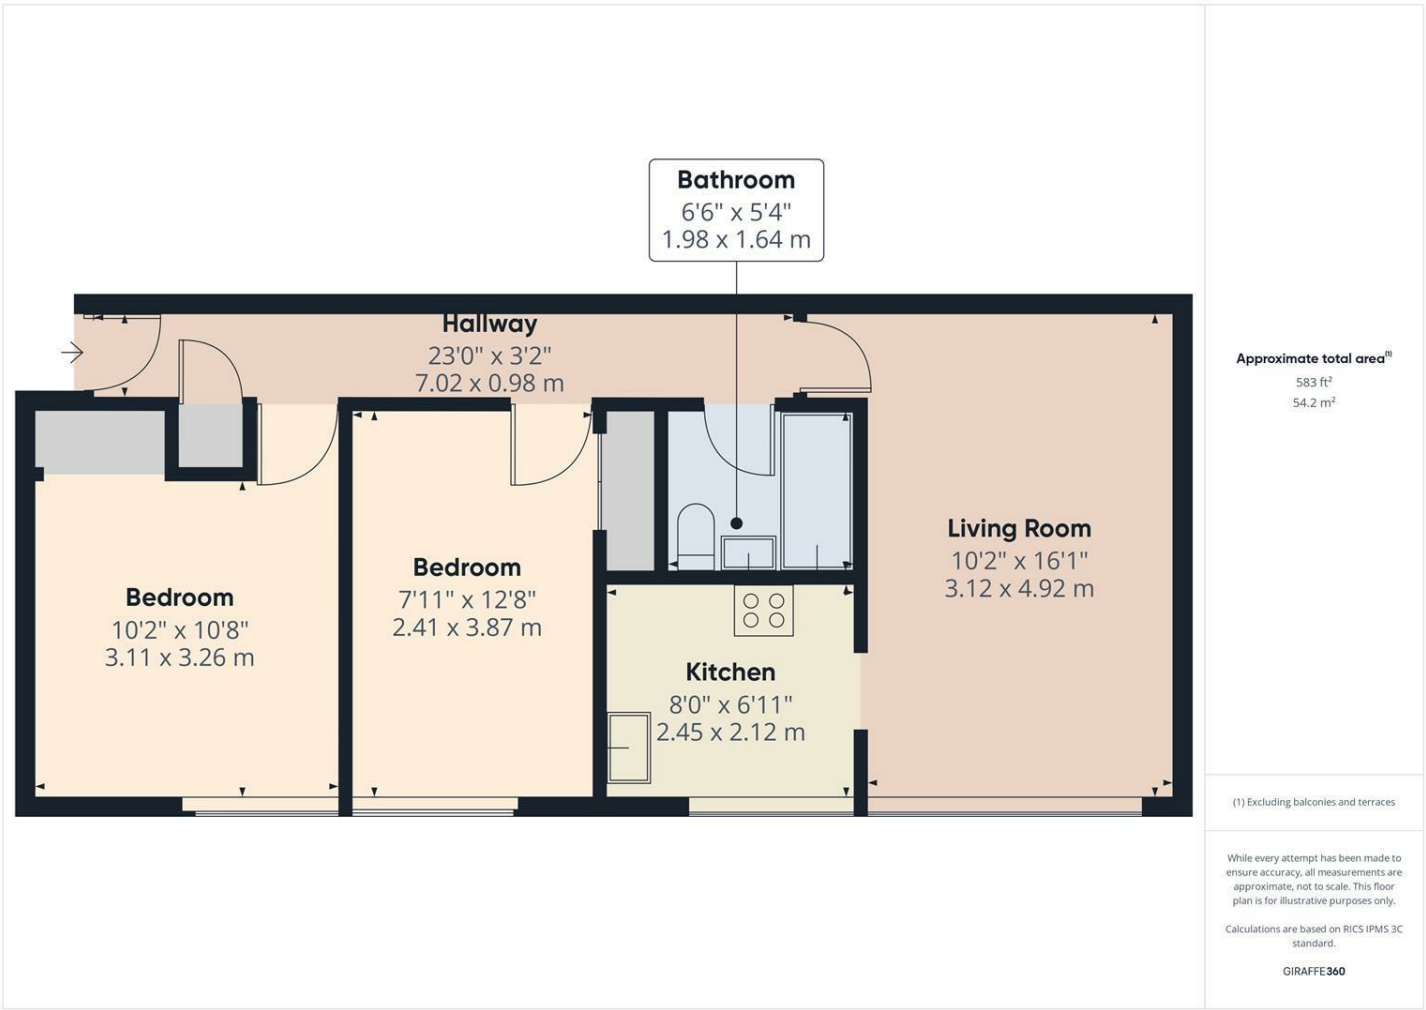 Bathroom
6'6" x 5'4"
1.98 x 1.64 m
Hallway
23'0" x 3'2"
7.02 x 0.98 m
Living Room
10'2" x 16'1"
3.12 x 4.92 m
Bedroom
7'11" x 12'8"
2.41 x 3.87 m
Bedroom
10'2" x 10'8"
3.11 x 3.26 m
Kitchen
8'0" x 6'11"
2.45 x 2.12 m
Approximate total area⁽¹⁾
583 ft²
54.2 m²
(1) Excluding balconies and terraces
While every attempt has been made to
ensure accuracy, all measurements are
approximate, not to scale. This floor
plan is for illustrative purposes only.
Calculations are based on RICS IPMS 3C
standard.
GIRAFFE360